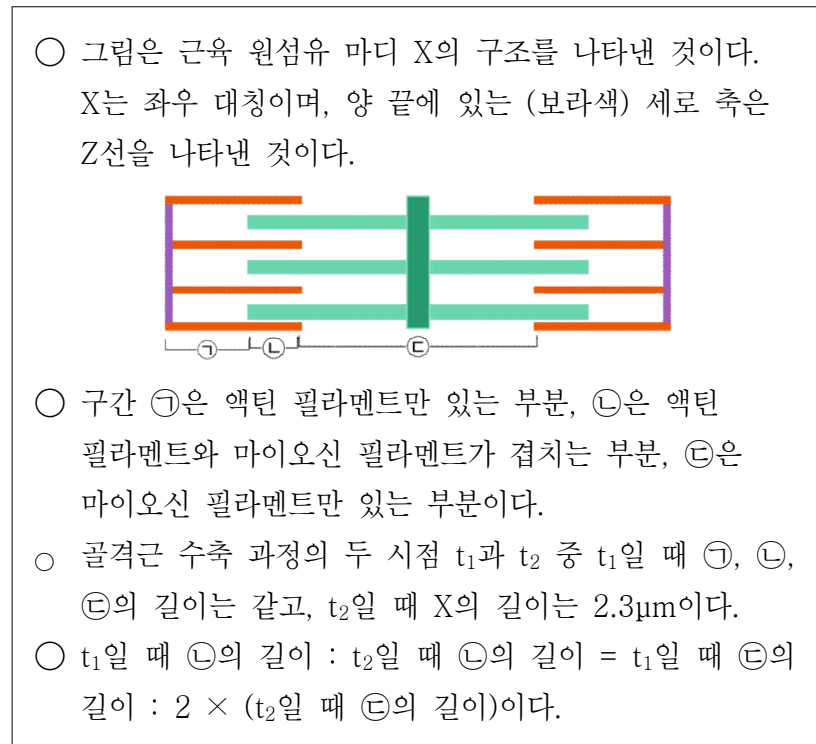 ○ 그림은 근육 원섬유 마디 X의 구조를 나타낸 것이다.
X는 좌우 대칭이며, 양 끝에 있는 (보라색) 세로 축은
Z선을 나타낸 것이다.
㉠ ㉡ ㉢
○ 구간 ㉠은 액틴 필라멘트만 있는 부분, ㉡은 액틴
필라멘트와 마이오신 필라멘트가 겹치는 부분, ㉢은
마이오신 필라멘트만 있는 부분이다.
○ 골격근 수축 과정의 두 시점 t₁과 t₂ 중 t₁일 때 ㉠, ㉡,
㉢의 길이는 같고, t₂일 때 X의 길이는 2.3μm이다.
○ t₁일 때 ㉡의 길이 : t₂일 때 ㉡의 길이 = t₁일 때 ㉢의
길이 : 2 × (t₂일 때 ㉢의 길이)이다.